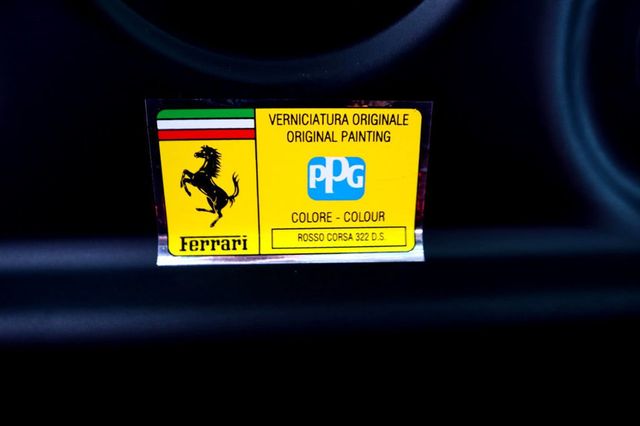 VERNICIATURA ORIGINALE
ORIGINAL PAINTING
PPG
COLORE - COLOUR
ROSSO CORSA 322 D.S.
Ferrari